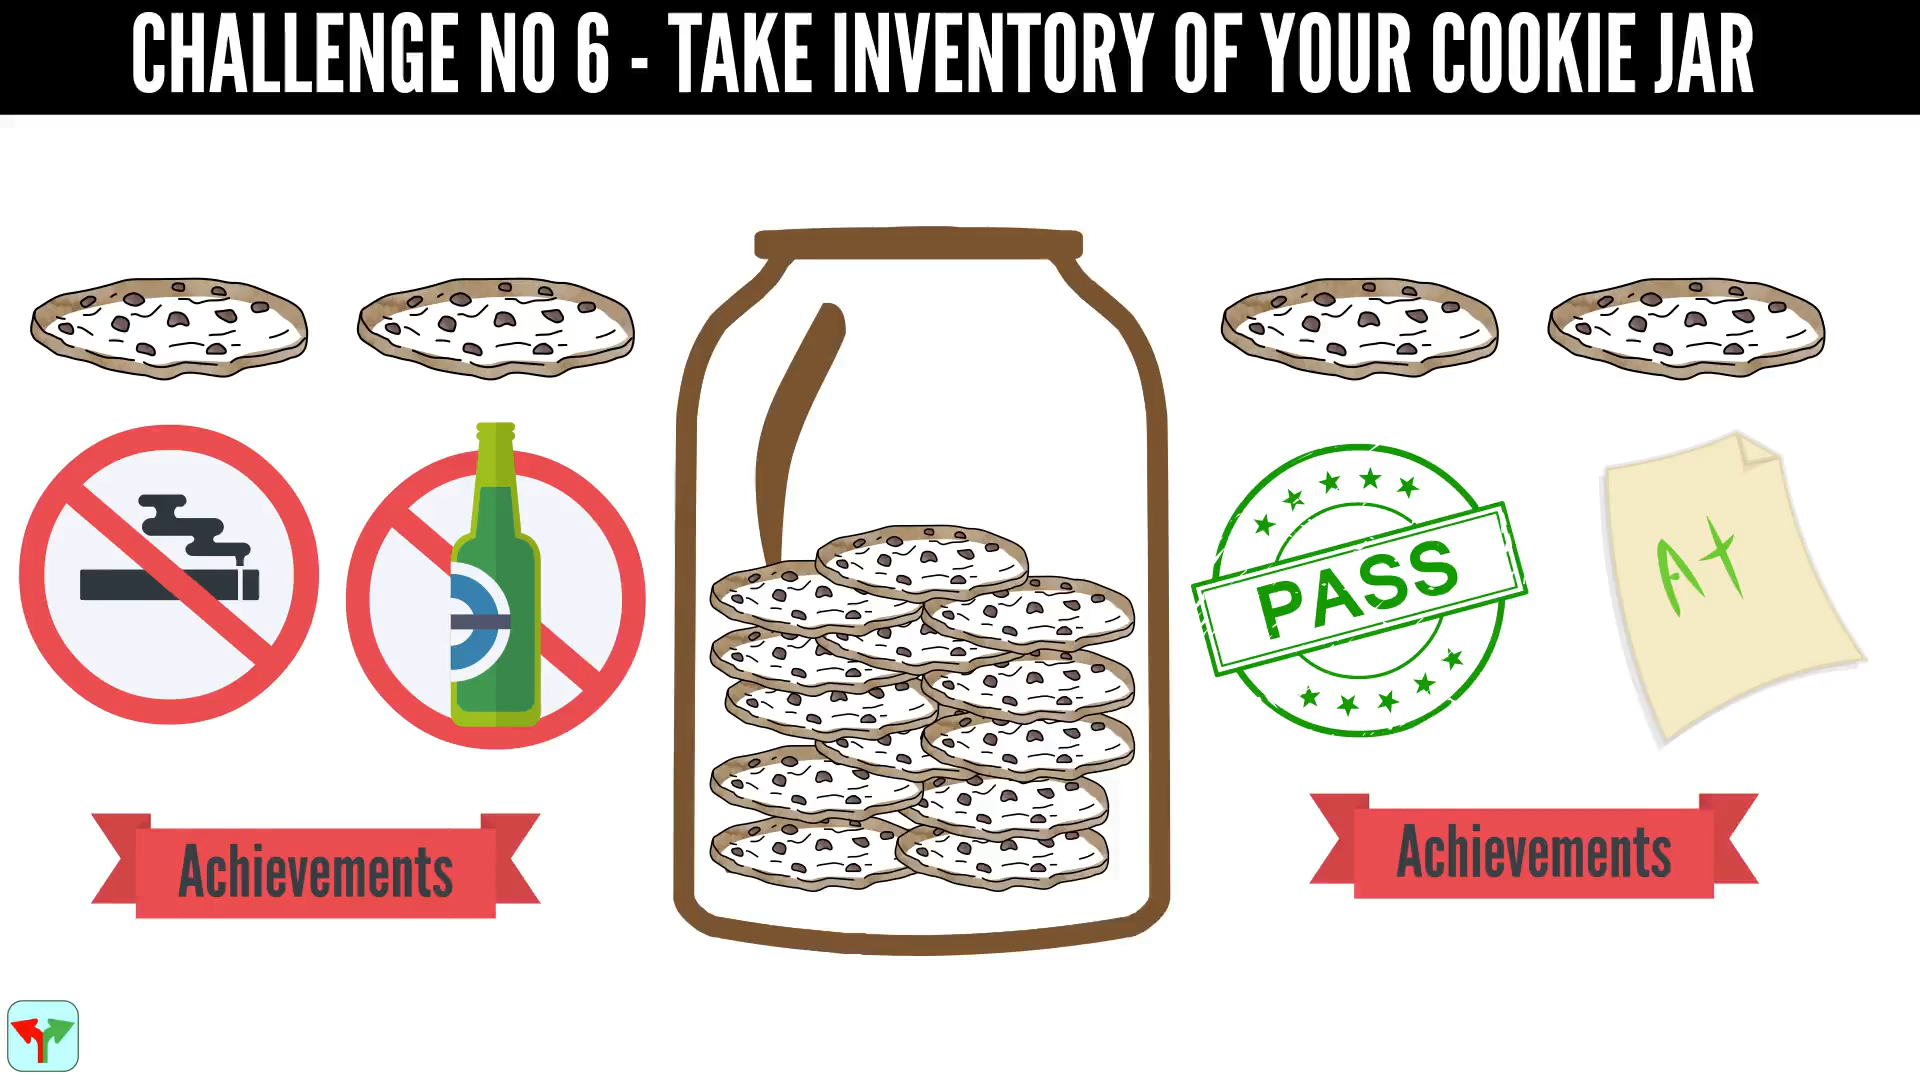 CHALLENGE NO 6 - TAKE INVENTORY OF YOUR COOKIE JAR
PASS
A+
Achievements
Achievements